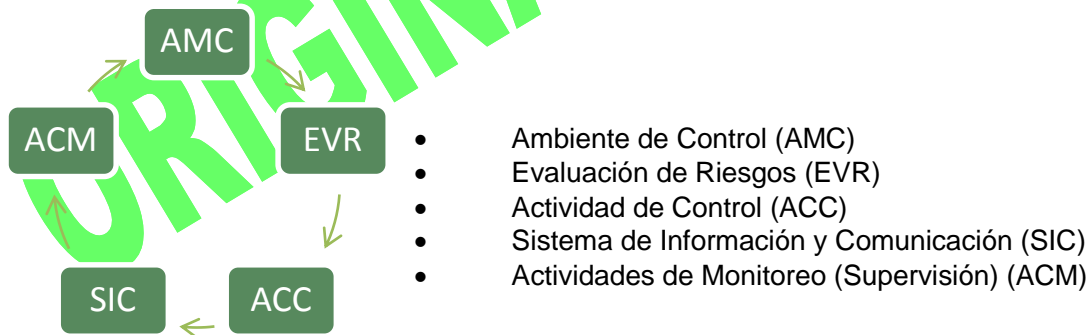 AMC
ACM
EVR
SIC
ACC
• Ambiente de Control (AMC)
• Evaluación de Riesgos (EVR)
• Actividad de Control (ACC)
• Sistema de Información y Comunicación (SIC)
• Actividades de Monitoreo (Supervisión) (ACM)